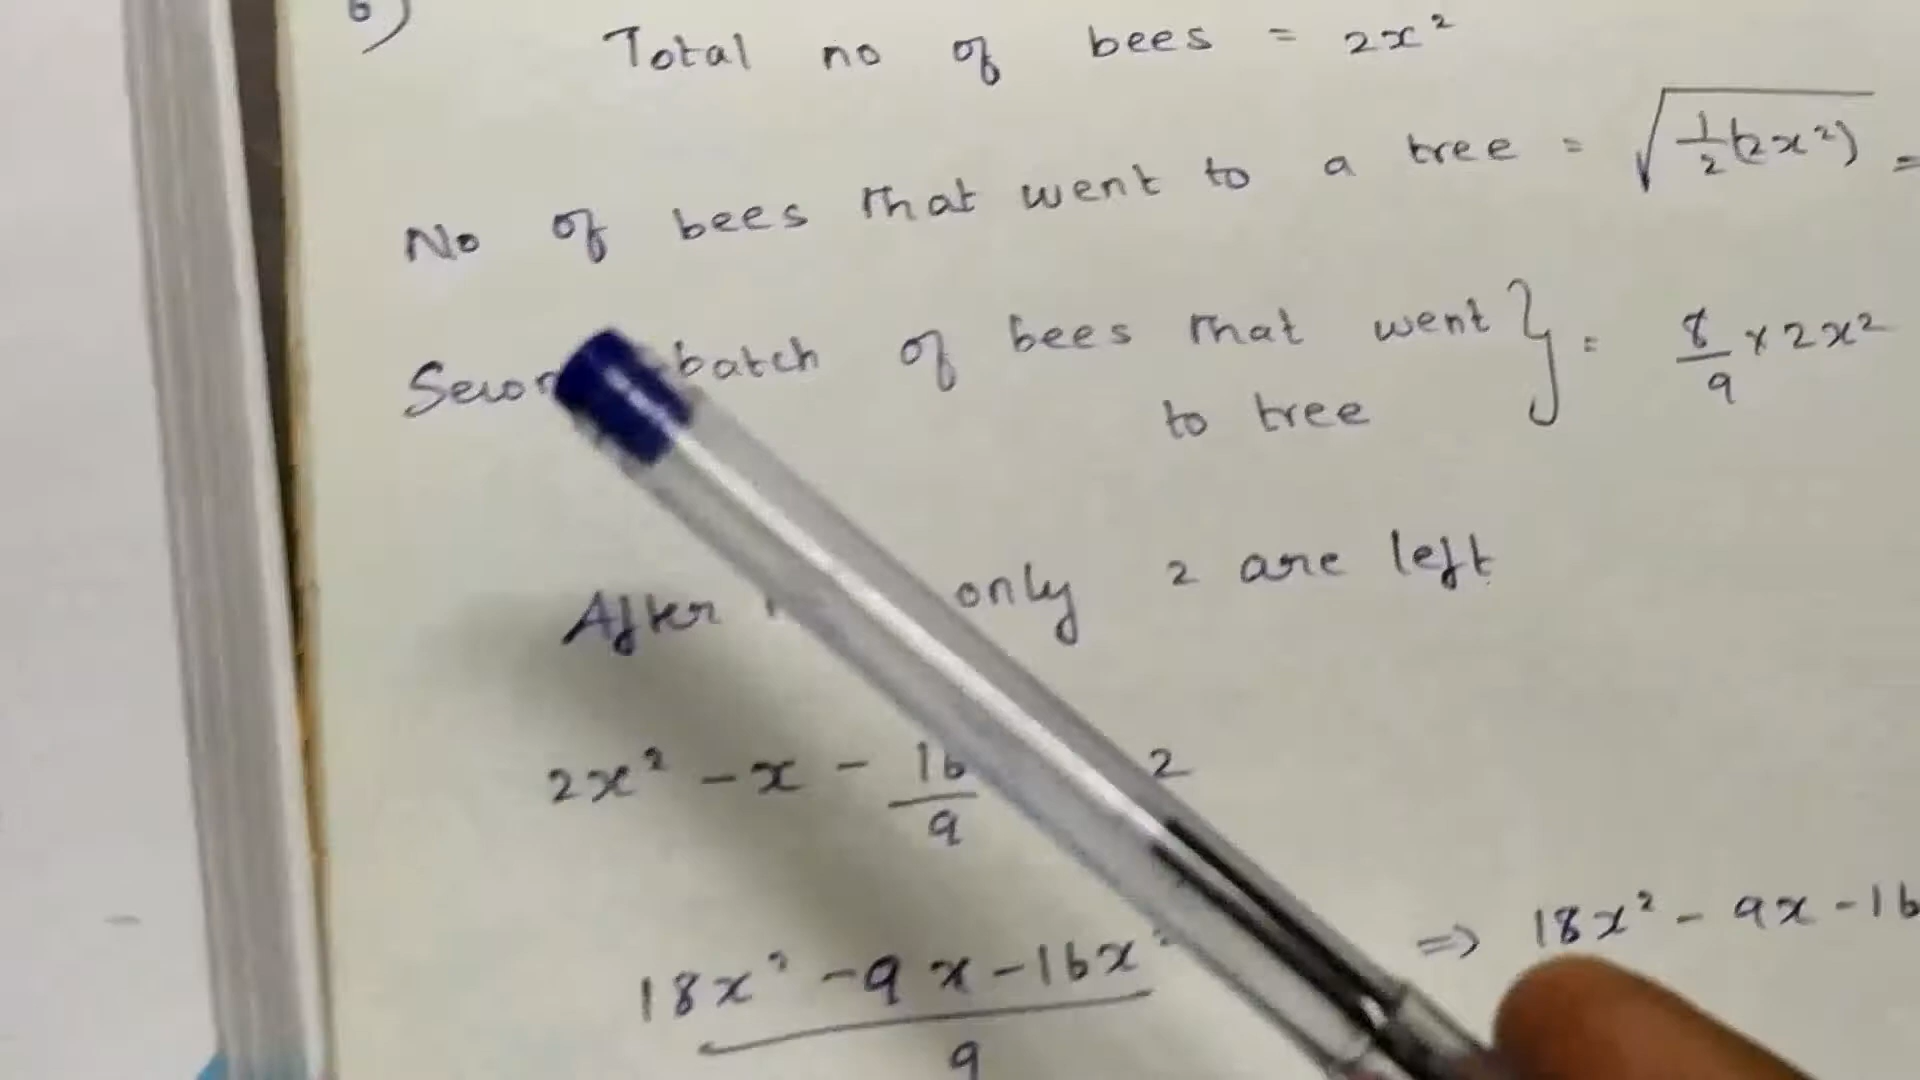 6)
Total no of bees = 2x²
No of bees that went to a tree = √(1/2(2x²)) =
batch of bees that went } = 8/9 × 2x²
to tree
After only 2 are left
2x² - x - 16/9 2
18x² - 9x - 16x² / 9 => 18x² - 9x - 16